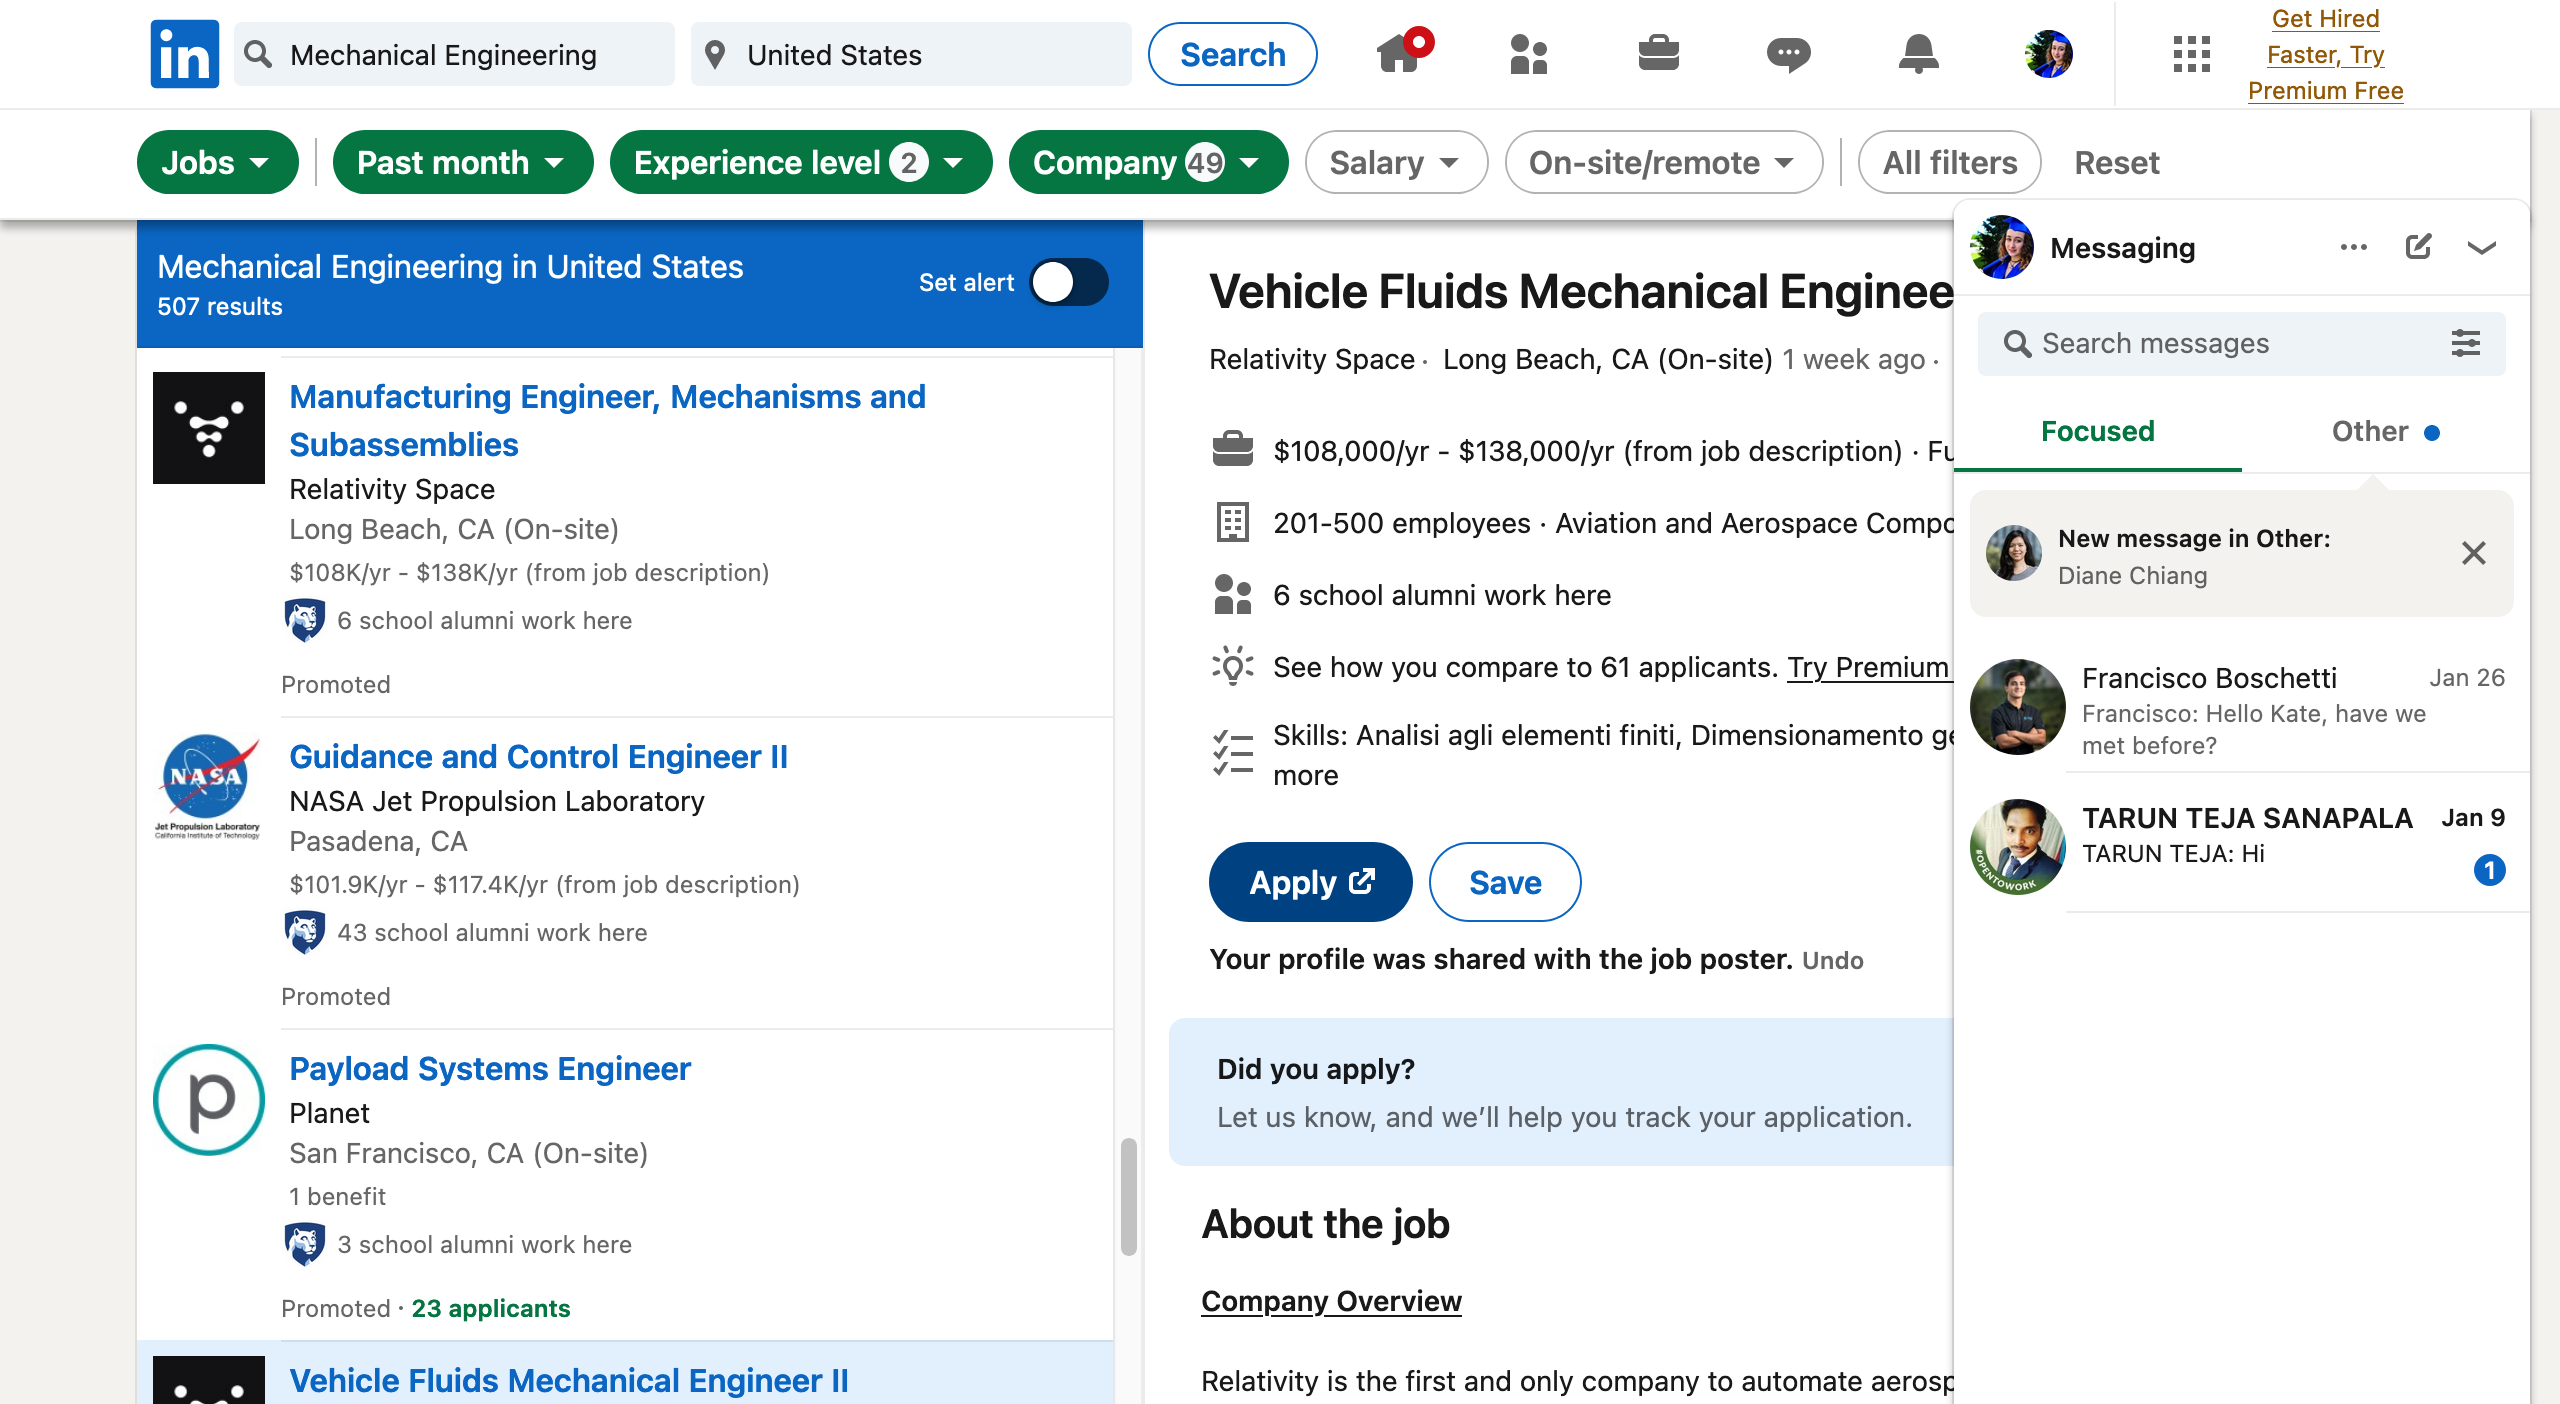 in
Mechanical Engineering
United States
Search
Get Hired
Faster, Try
Premium Free
Jobs
Past month
Experience level 2
Company 49
Salary
On-site/remote
All filters
Reset
Mechanical Engineering in United States
507 results
Set alert
Manufacturing Engineer, Mechanisms and
Subassemblies
Relativity Space
Long Beach, CA (On-site)
$108K/yr - $138K/yr (from job description)
6 school alumni work here
Promoted
NASA
Jet Propulsion Laboratory
California Institute of Technology
Guidance and Control Engineer II
NASA Jet Propulsion Laboratory
Pasadena, CA
$101.9K/yr - $117.4K/yr (from job description)
43 school alumni work here
Promoted
p
Payload Systems Engineer
Planet
San Francisco, CA (On-site)
1 benefit
3 school alumni work here
Promoted · 23 applicants
Vehicle Fluids Mechanical Engineer II
Vehicle Fluids Mechanical Enginee
Relativity Space · Long Beach, CA (On-site) 1 week ago ·
$108,000/yr - $138,000/yr (from job description) · Fu
201-500 employees · Aviation and Aerospace Compo
6 school alumni work here
See how you compare to 61 applicants. Try Premium
Skills: Analisi agli elementi finiti, Dimensionamento ge
more
Apply
Save
Your profile was shared with the job poster. Undo
Did you apply?
Let us know, and we’ll help you track your application.
About the job
Company Overview
Relativity is the first and only company to automate aerosp
Messaging
Search messages
Focused
Other
New message in Other:
Diane Chiang
Francisco Boschetti
Jan 26
Francisco: Hello Kate, have we
met before?
#OPENTOWORK
TARUN TEJA SANAPALA
Jan 9
TARUN TEJA: Hi
1